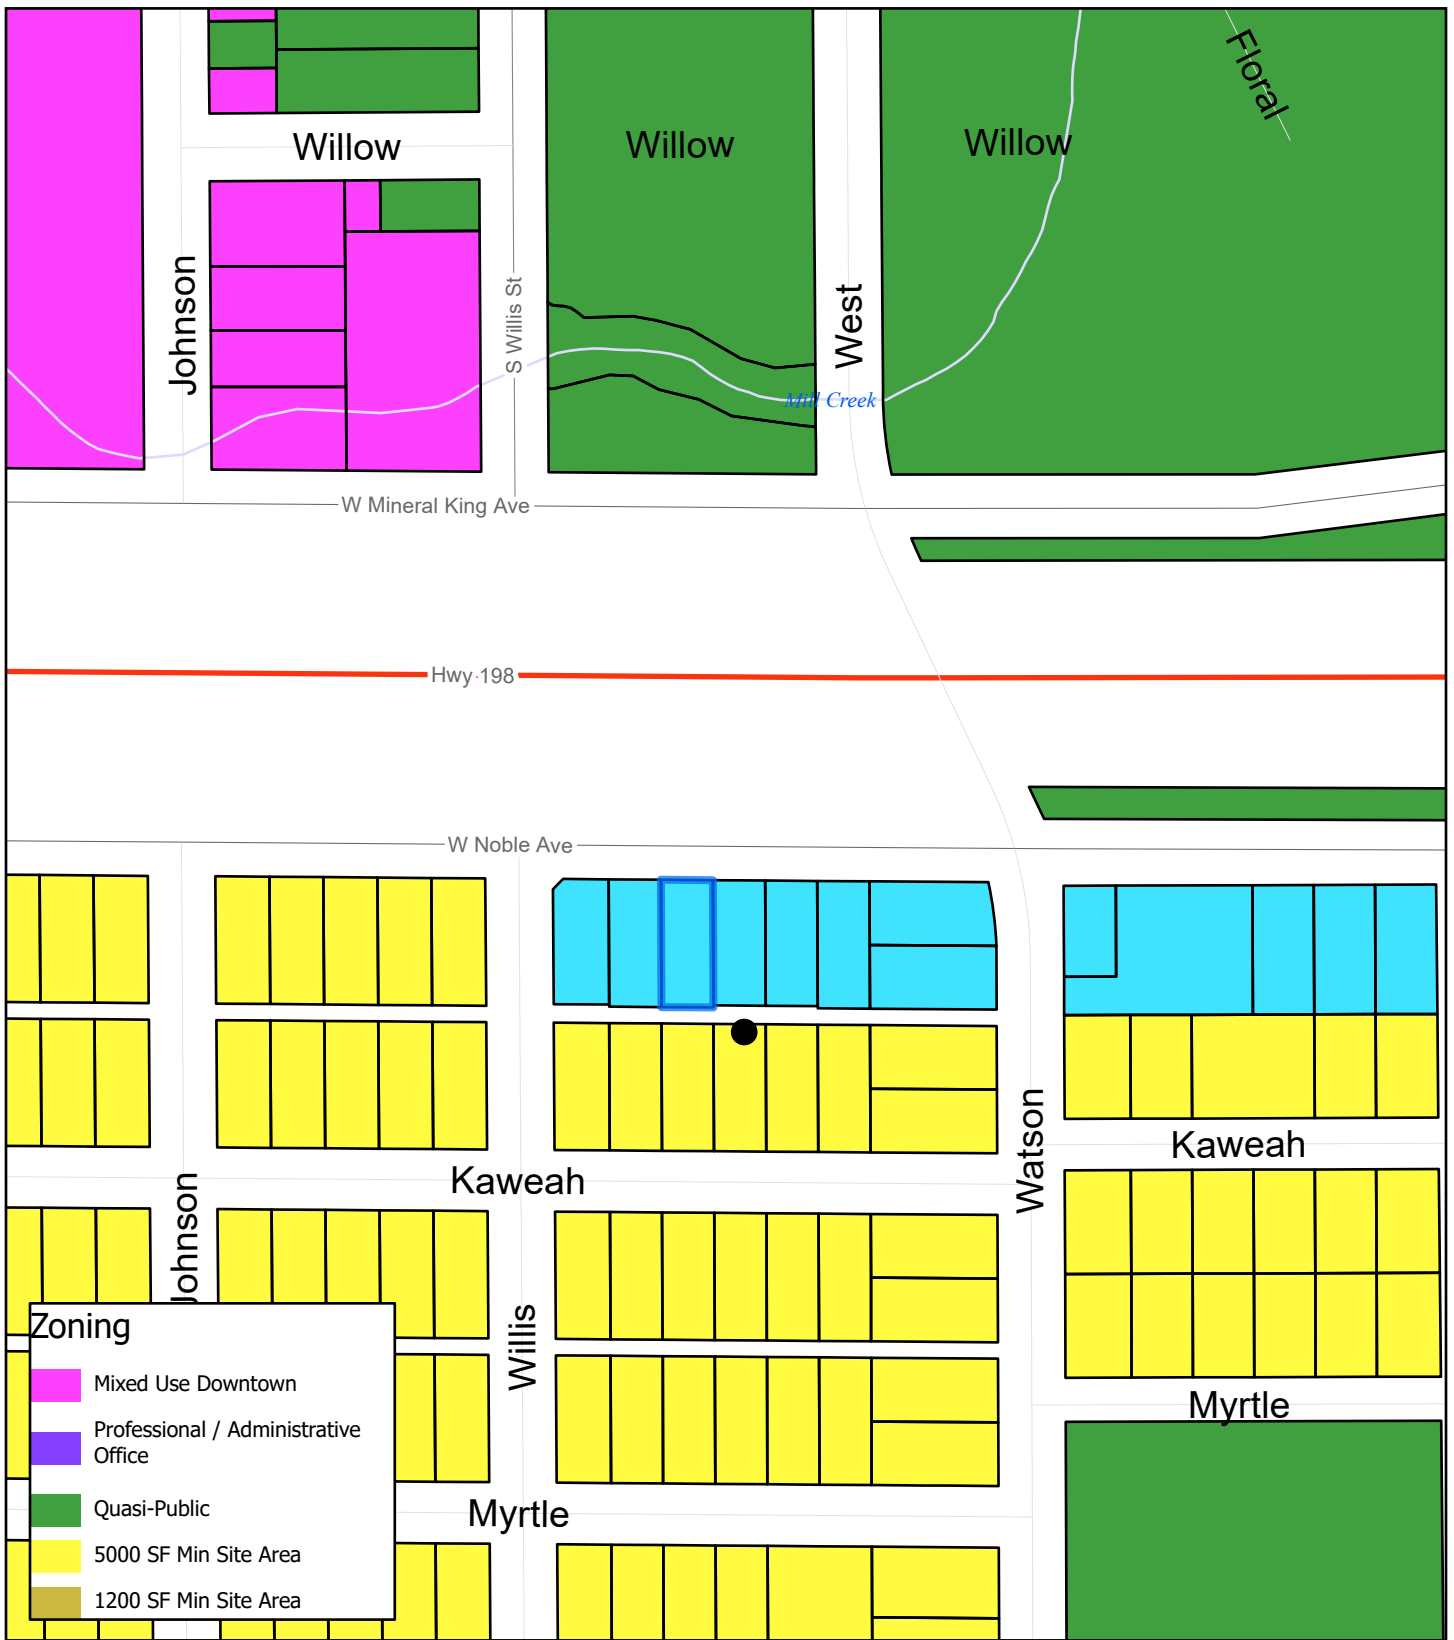 Floral
Willow
Willow
Willow
Johnson
S Willis St
West
Mill Creek
W Mineral King Ave
Hwy 198
W Noble Ave
Watson
Kaweah
Kaweah
Johnson
Willis
Zoning
Mixed Use Downtown
Professional / Administrative
Office
Quasi-Public
5000 SF Min Site Area
1200 SF Min Site Area
Myrtle
Myrtle